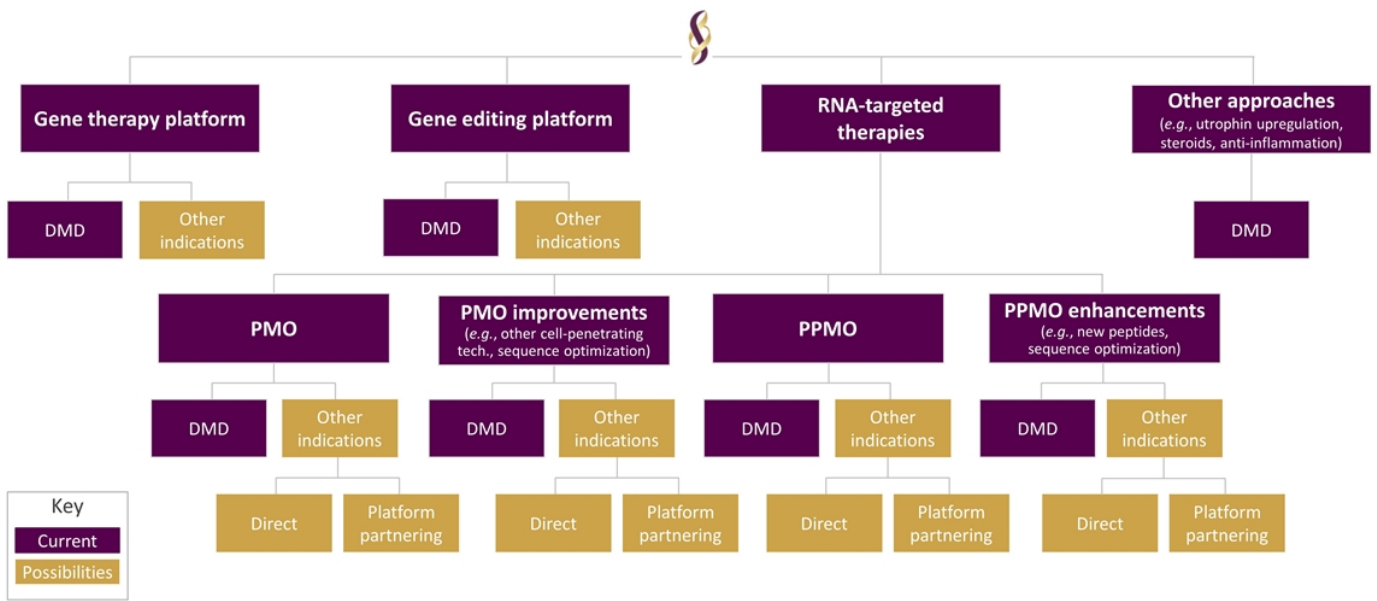 Gene therapy platform
Gene editing platform
RNA-targeted
therapies
Other approaches
(e.g., utrophin upregulation,
steroids, anti-inflammation)
DMD
Other
indications
DMD
Other
indications
DMD
PMO
PMO improvements
(e.g., other cell-penetrating
tech., sequence optimization)
PPMO
PPMO enhancements
(e.g., new peptides,
sequence optimization)
DMD
Other
indications
DMD
Other
indications
DMD
Other
indications
DMD
Other
indications
Direct
Platform
partnering
Direct
Platform
partnering
Direct
Platform
partnering
Direct
Platform
partnering
Key
Current
Possibilities